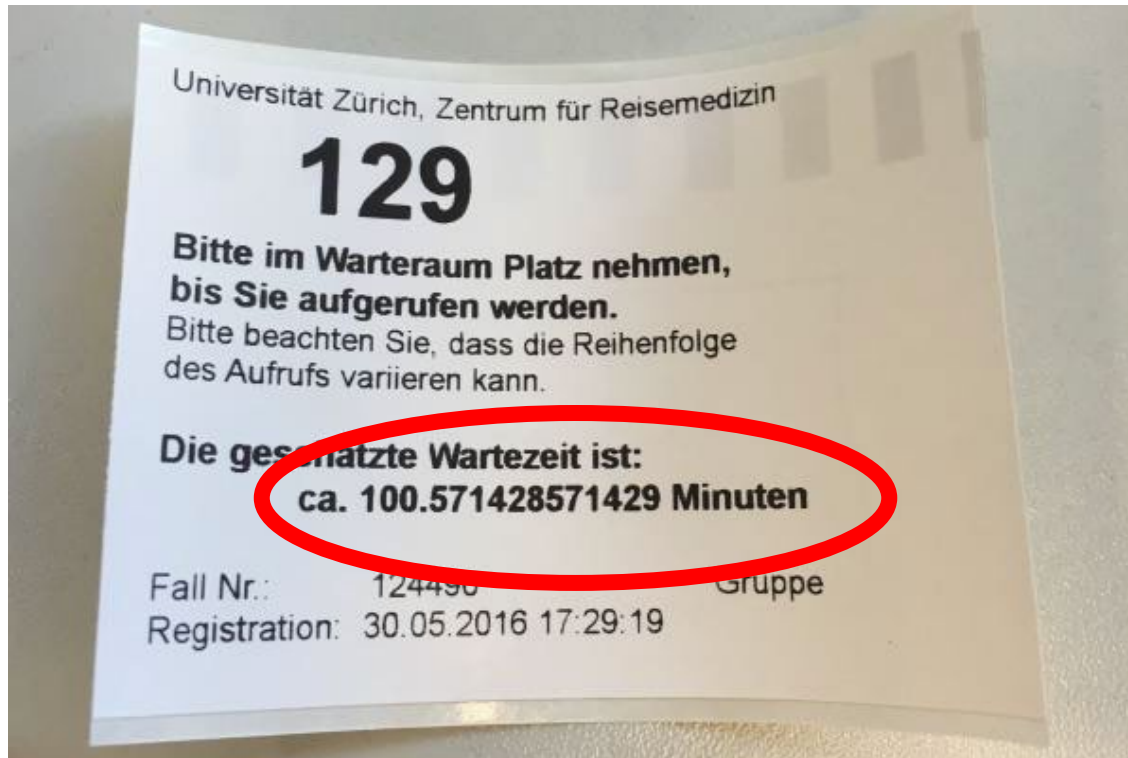 Universität Zürich, Zentrum für Reisemedizin
129
Bitte im Warteraum Platz nehmen,
bis Sie aufgerufen werden.
Bitte beachten Sie, dass die Reihenfolge
des Aufrufs variieren kann.
Die geschätzte Wartezeit ist:
ca. 100.571428571429 Minuten
Fall Nr.: Gruppe
Registration: 30.05.2016 17:29:19